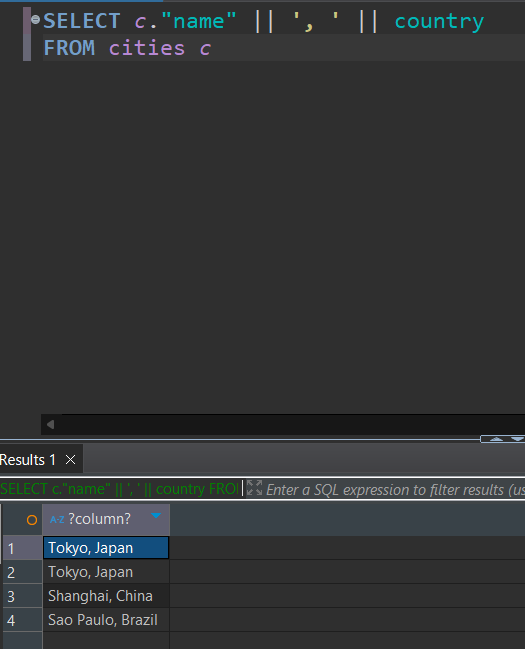 SELECT c."name" || ', ' || country
FROM cities c
Results 1
SELECT c."name" || ', ' || country FRO
Enter a SQL expression to filter results (us
A-Z ?column?
1 Tokyo, Japan
2 Tokyo, Japan
3 Shanghai, China
4 Sao Paulo, Brazil